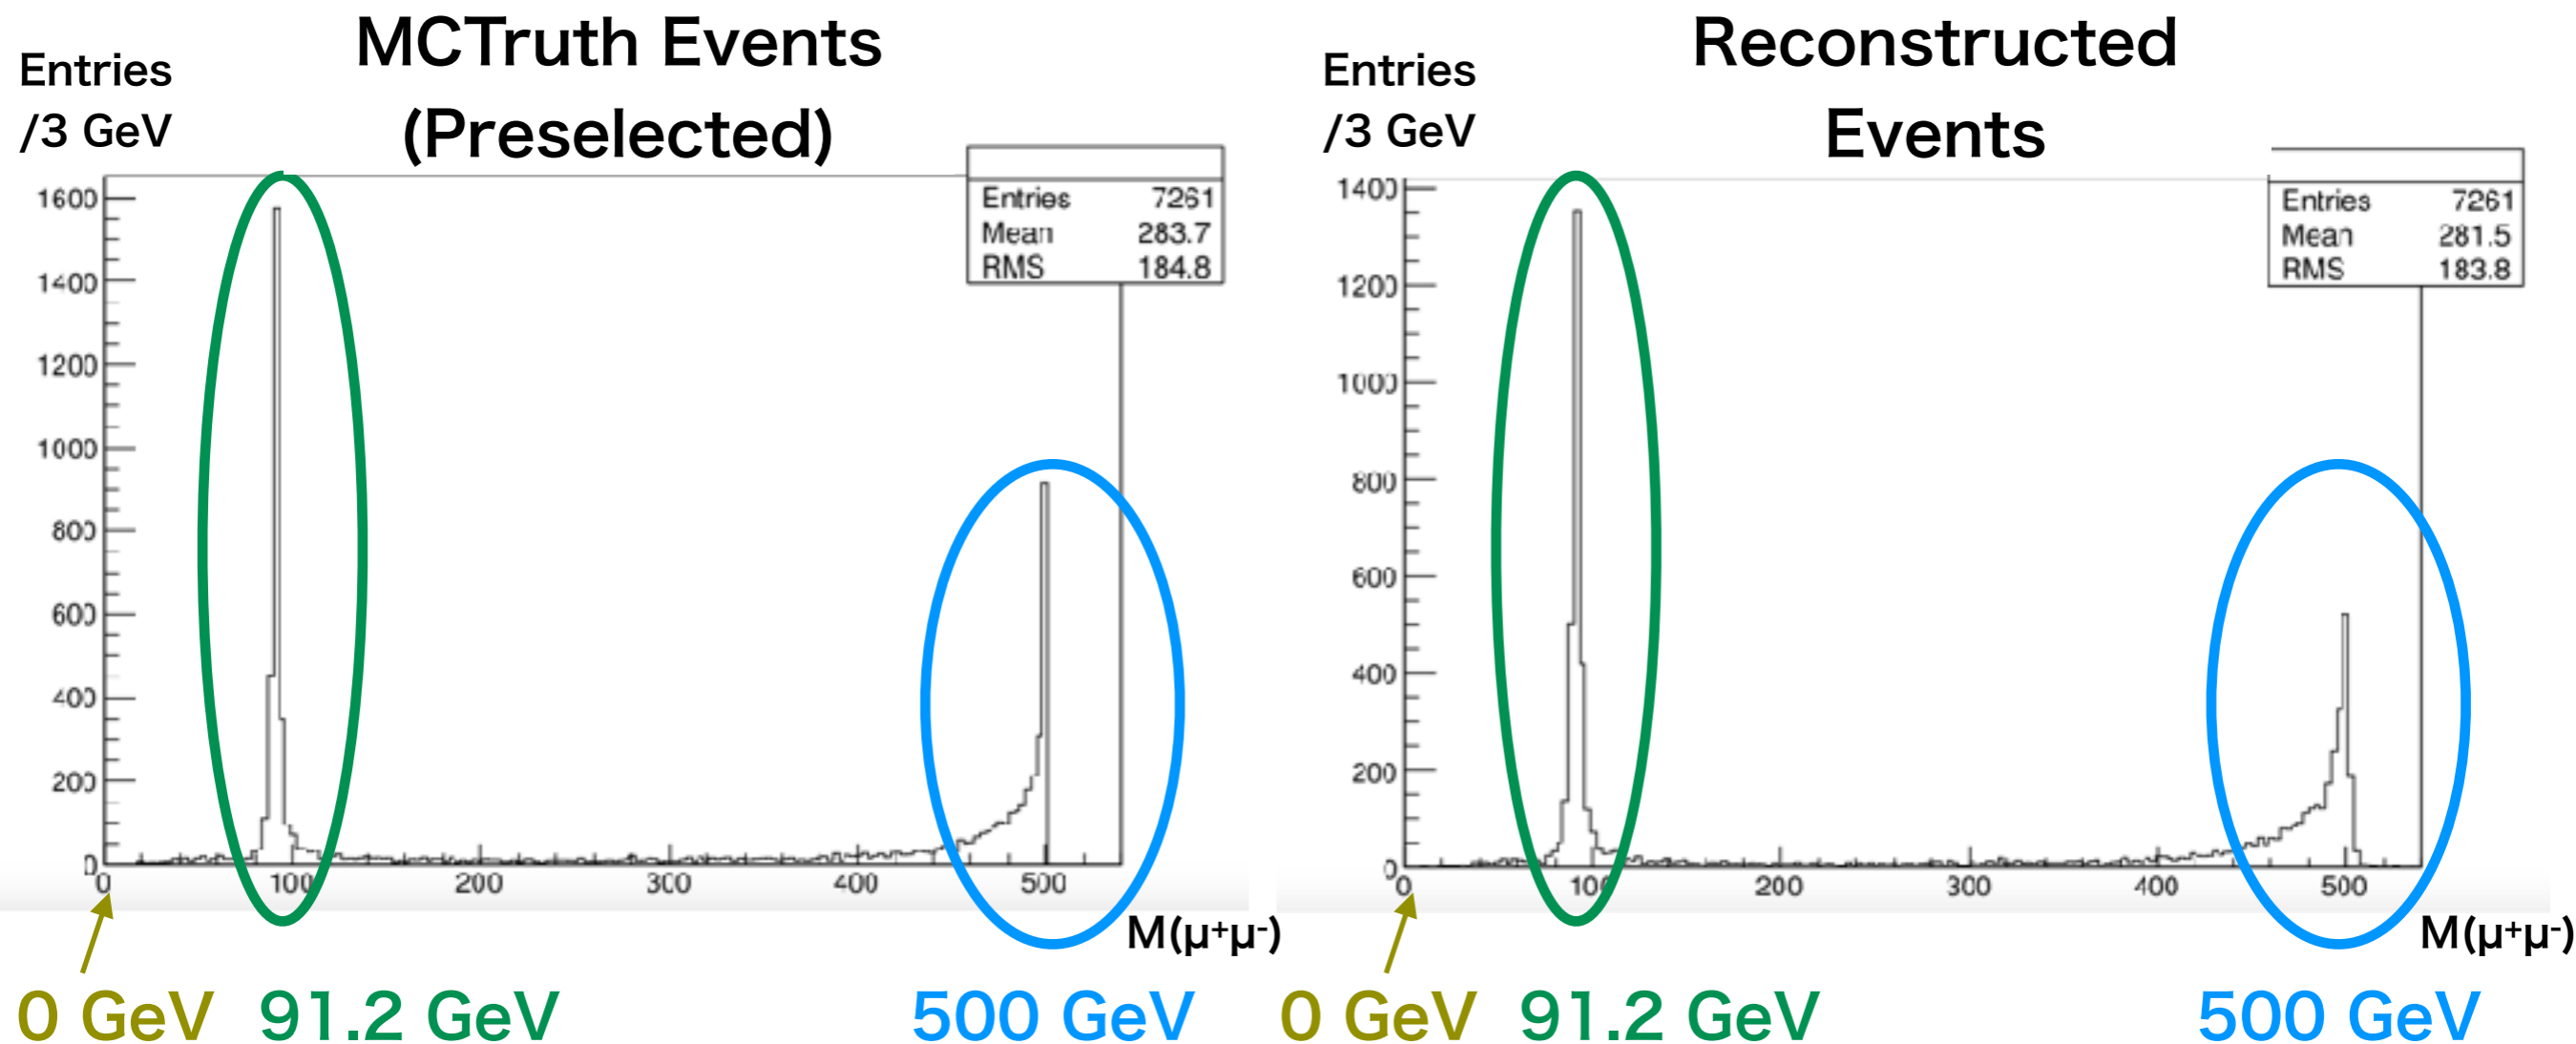 MCTruth Events
(Preselected)
Entries
/3 GeV
Entries 7261
Mean 283.7
RMS 184.8
1600
1400
1200
1000
800
600
400
200
0
0 100 200 300 400 500
M(μ⁺μ⁻)
0 GeV 91.2 GeV 500 GeV
Reconstructed
Events
Entries
/3 GeV
Entries 7261
Mean 281.5
RMS 183.8
1400
1200
1000
800
600
400
200
0
0 100 200 300 400 500
M(μ⁺μ⁻)
0 GeV 91.2 GeV 500 GeV